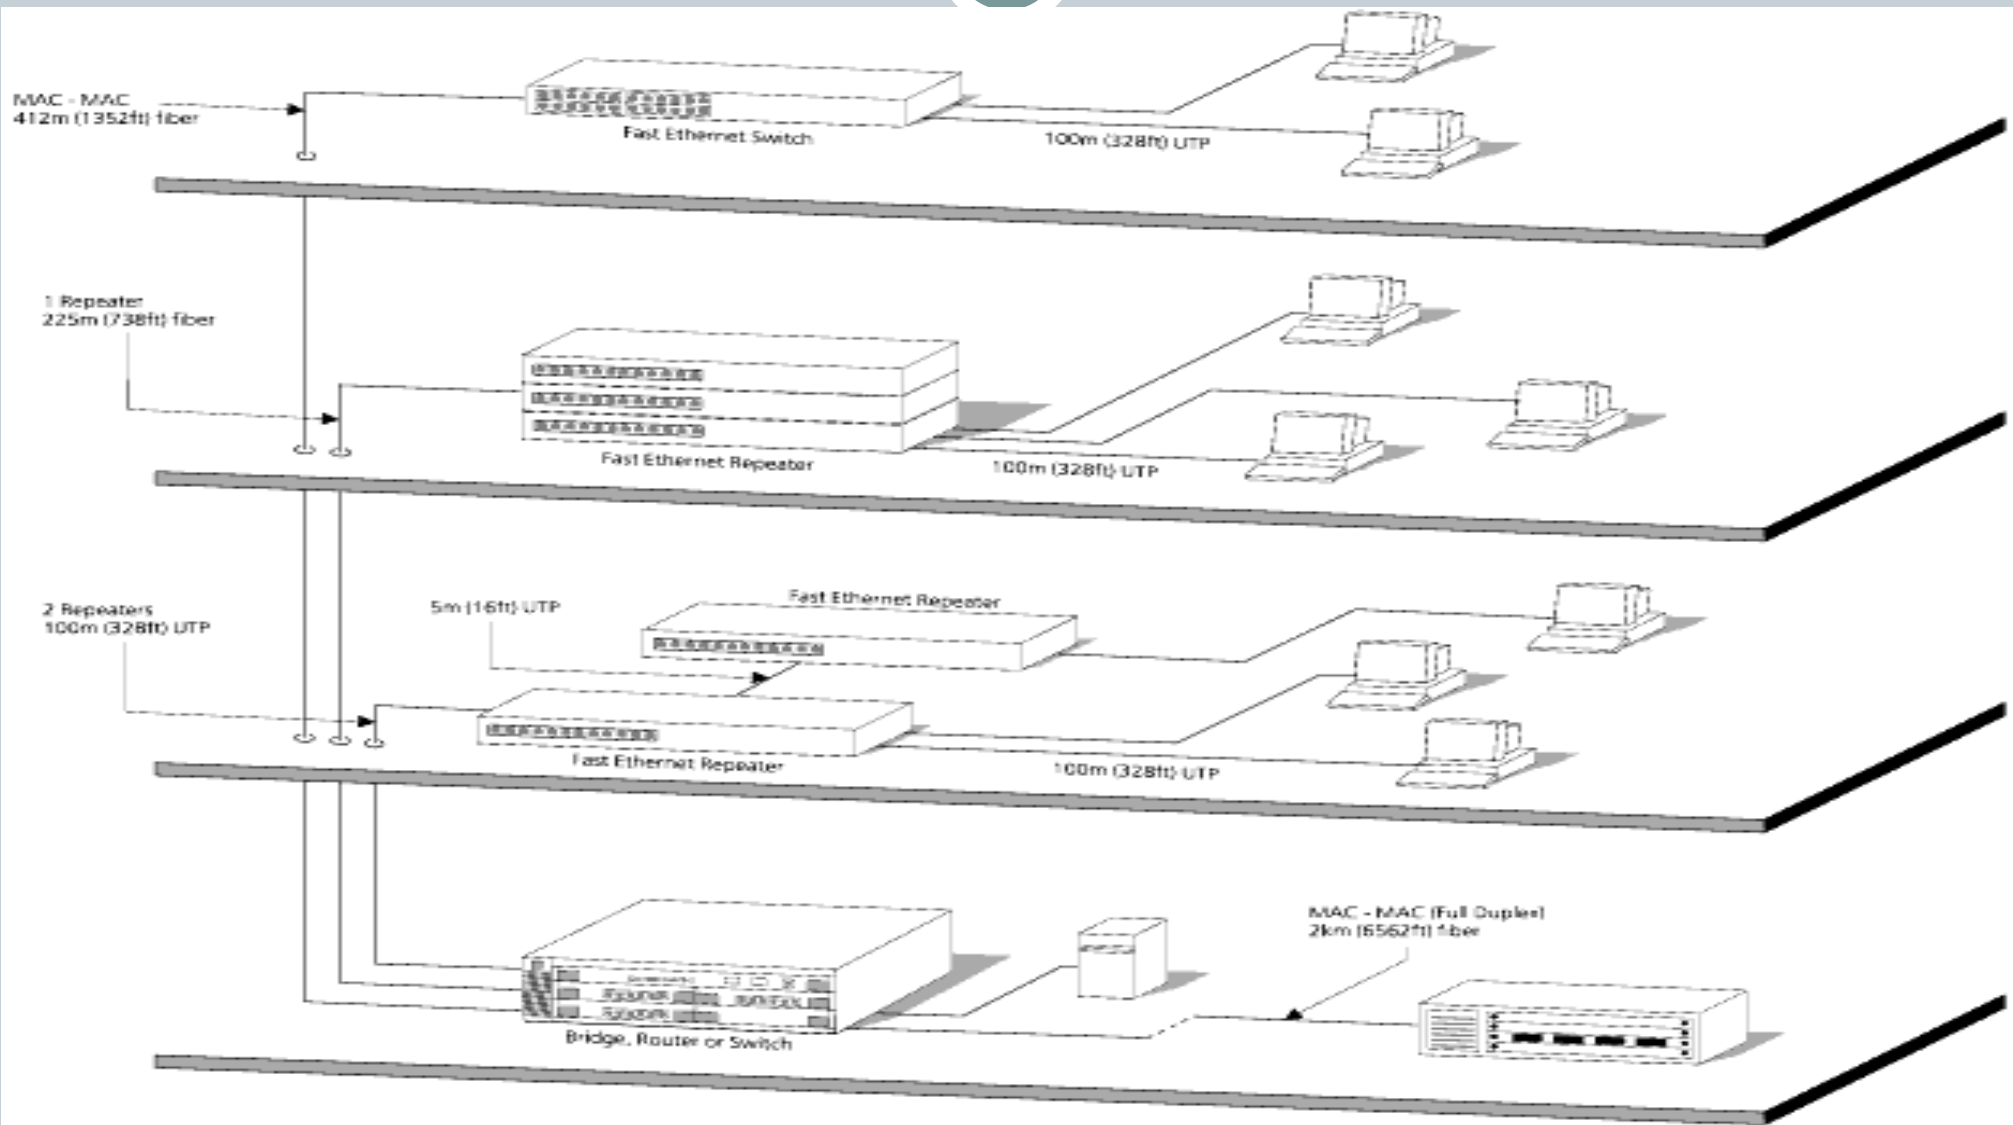 MAC - MAC
412m (1352ft) fiber
Fast Ethernet Switch
100m (328ft) UTP
1 Repeater
225m (738ft) fiber
Fast Ethernet Repeater
100m (328ft) UTP
2 Repeaters
100m (328ft) UTP
5m (16ft) UTP
Fast Ethernet Repeater
Fast Ethernet Repeater
100m (328ft) UTP
MAC - MAC (Full Duplex)
2km (6562ft) fiber
Bridge, Router or Switch